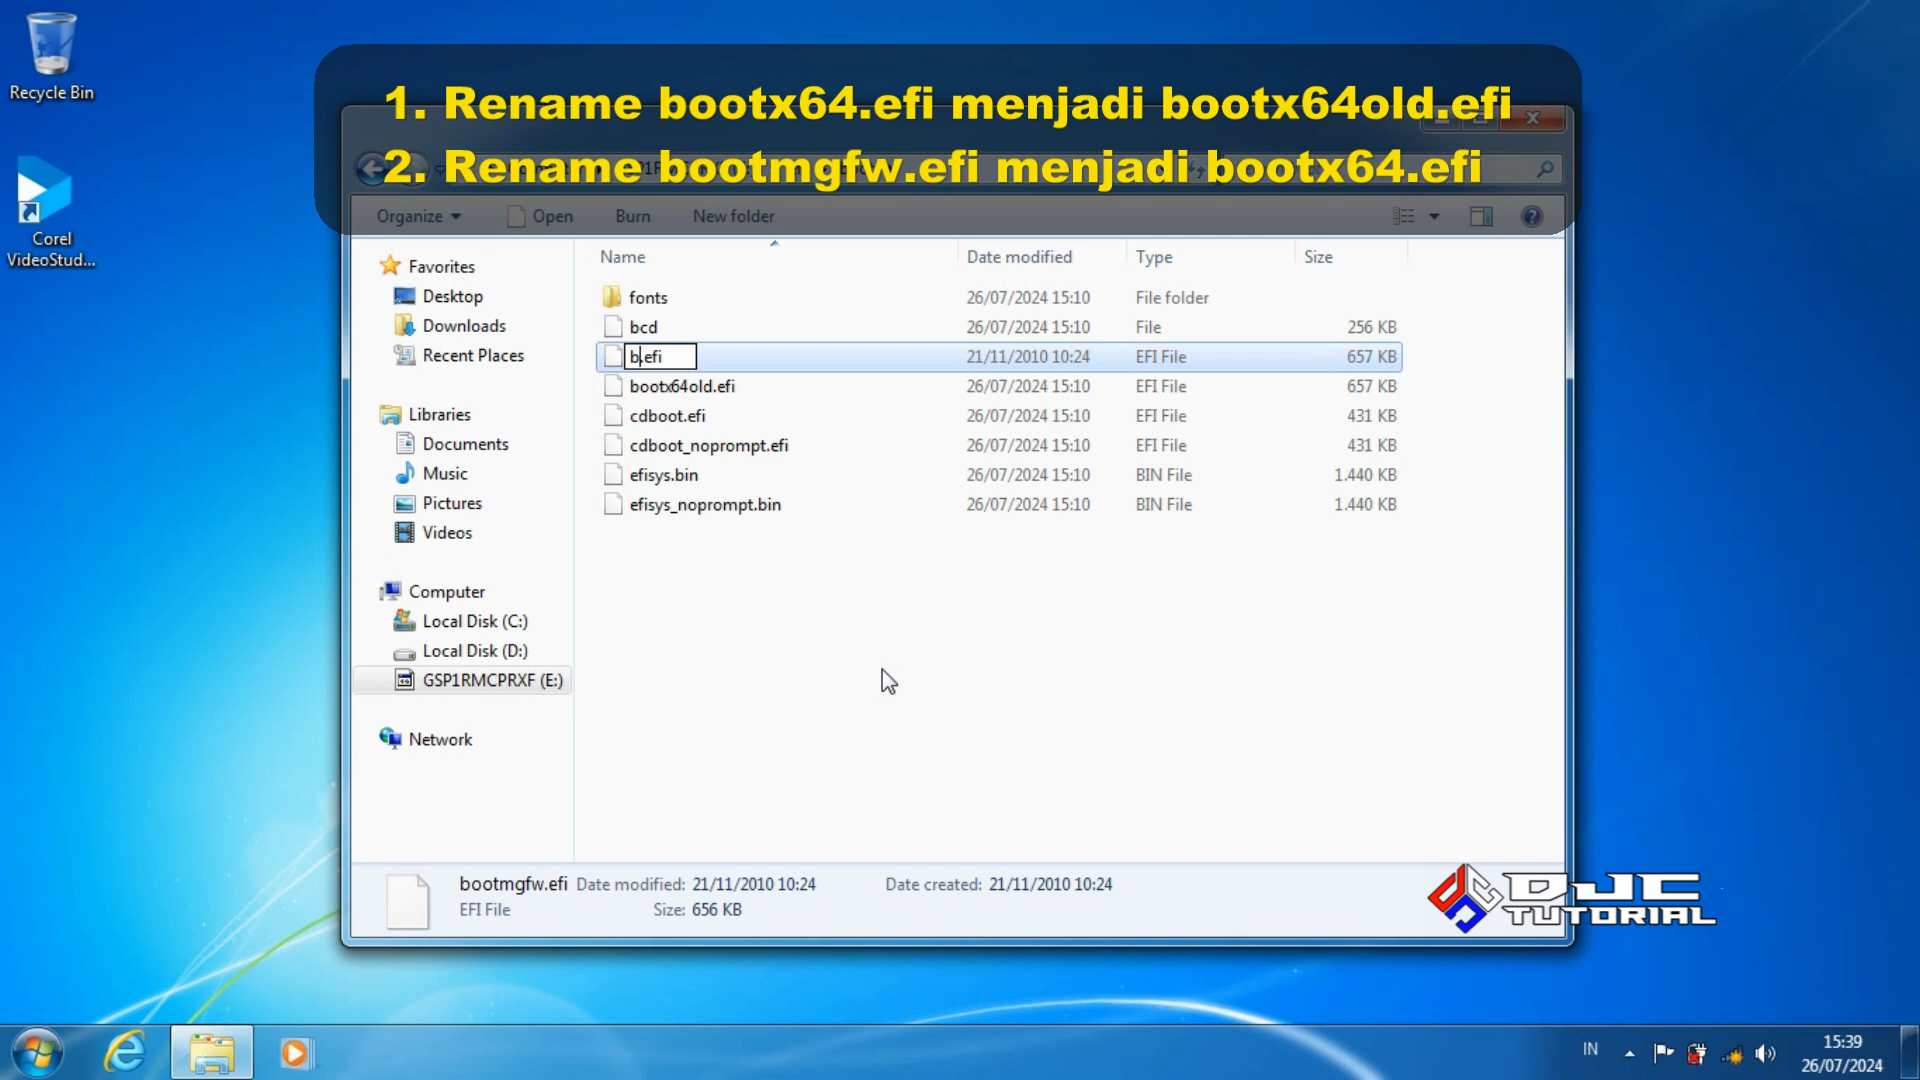 Recycle Bin
Corel
VideoStud...
1. Rename bootx64.efi menjadi bootx64old.efi
2. Rename bootmgfw.efi menjadi bootx64.efi
Organize Open Burn New folder
Name Date modified Type Size
fonts 26/07/2024 15:10 File folder
bcd 26/07/2024 15:10 File 256 KB
b.efi 21/11/2010 10:24 EFI File 657 KB
bootx64old.efi 26/07/2024 15:10 EFI File 657 KB
cdboot.efi 26/07/2024 15:10 EFI File 431 KB
cdboot_noprompt.efi 26/07/2024 15:10 EFI File 431 KB
efisys.bin 26/07/2024 15:10 BIN File 1.440 KB
efisys_noprompt.bin 26/07/2024 15:10 BIN File 1.440 KB
Favorites
Desktop
Downloads
Recent Places
Libraries
Documents
Music
Pictures
Videos
Computer
Local Disk (C:)
Local Disk (D:)
GSP1RMCPRXF (E:)
Network
bootmgfw.efi Date modified: 21/11/2010 10:24 Date created: 21/11/2010 10:24
EFI File Size: 656 KB
DJC
TUTORIAL
IN
15:39
26/07/2024